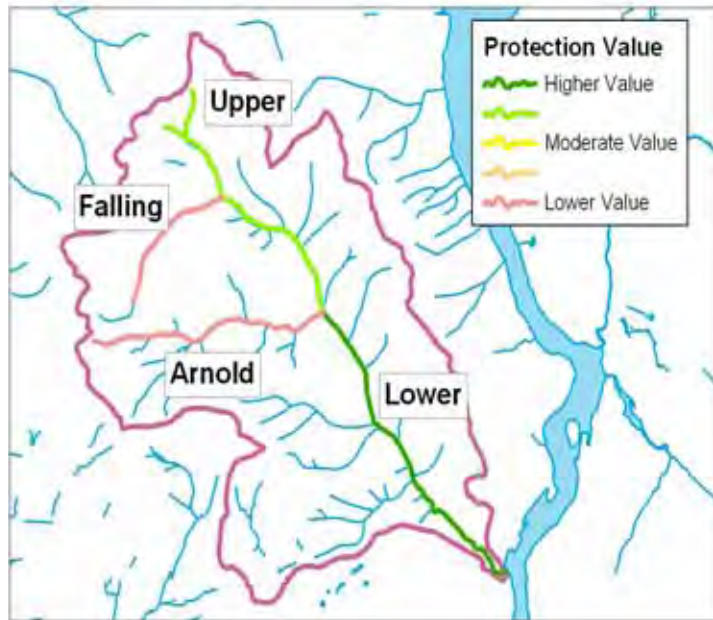 Protection Value
Higher Value
Moderate Value
Lower Value
Upper
Falling
Arnold
Lower